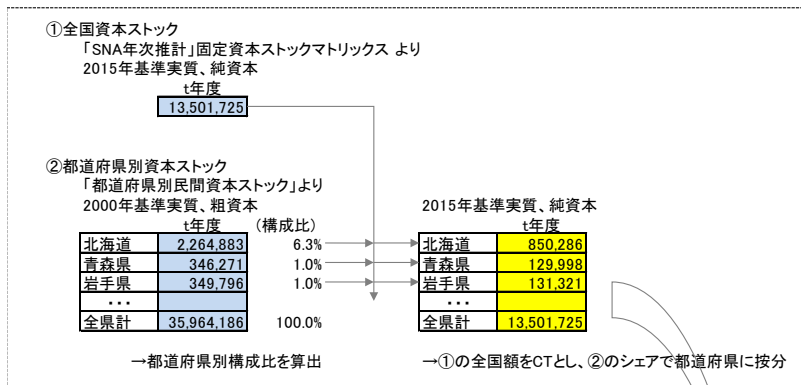 ①全国資本ストック
「SNA年次推計」固定資本ストックマトリックス より
2015年基準実質、純資本
t年度
13,501,725
②都道府県別資本ストック
「都道府県別民間資本ストック」より
2000年基準実質、粗資本
t年度 (構成比)
北海道 2,264,883 6.3%
青森県 346,271 1.0%
岩手県 349,796 1.0%
・・・
全県計 35,964,186 100.0%
→都道府県別構成比を算出
2015年基準実質、純資本
t年度
北海道 850,286
青森県 129,998
岩手県 131,321
・・・
全県計 13,501,725
→①の全国額をCTとし、②のシェアで都道府県に按分